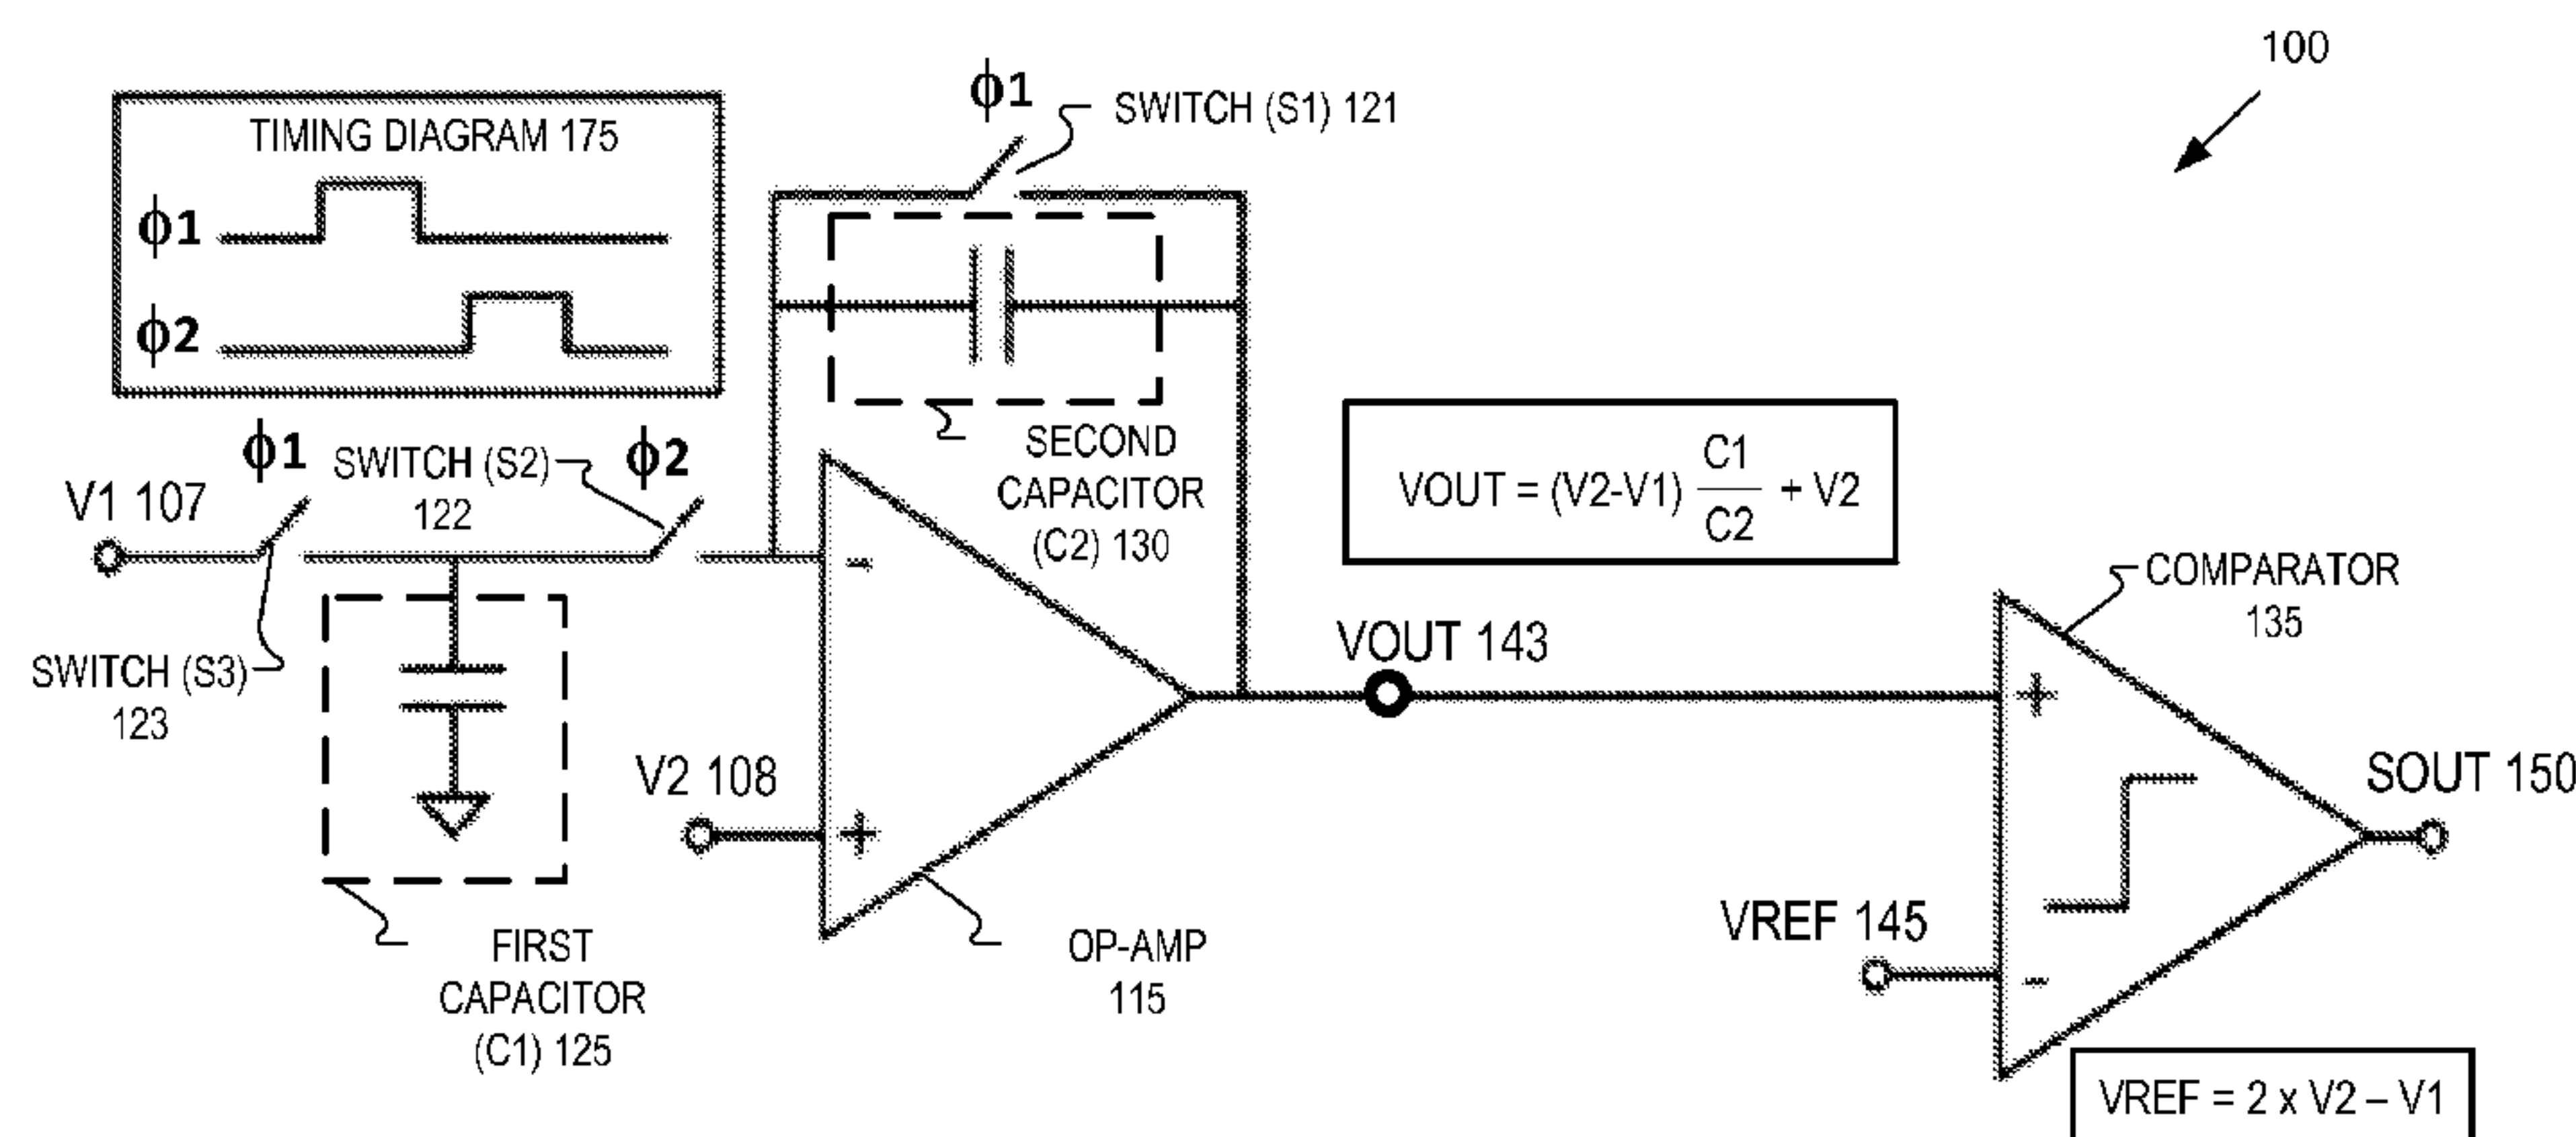 100
TIMING DIAGRAM 175
ϕ1
ϕ2
ϕ1
SWITCH (S1) 121
SECOND
CAPACITOR
(C2) 130
V1 107
ϕ1
SWITCH (S2)
122
ϕ2
SWITCH (S3)
123
FIRST
CAPACITOR
(C1) 125
V2 108
-
+
OP-AMP
115
VOUT = (V2-V1) C1/C2 + V2
VOUT 143
COMPARATOR
135
+
-
VREF 145
SOUT 150
VREF = 2 x V2 – V1